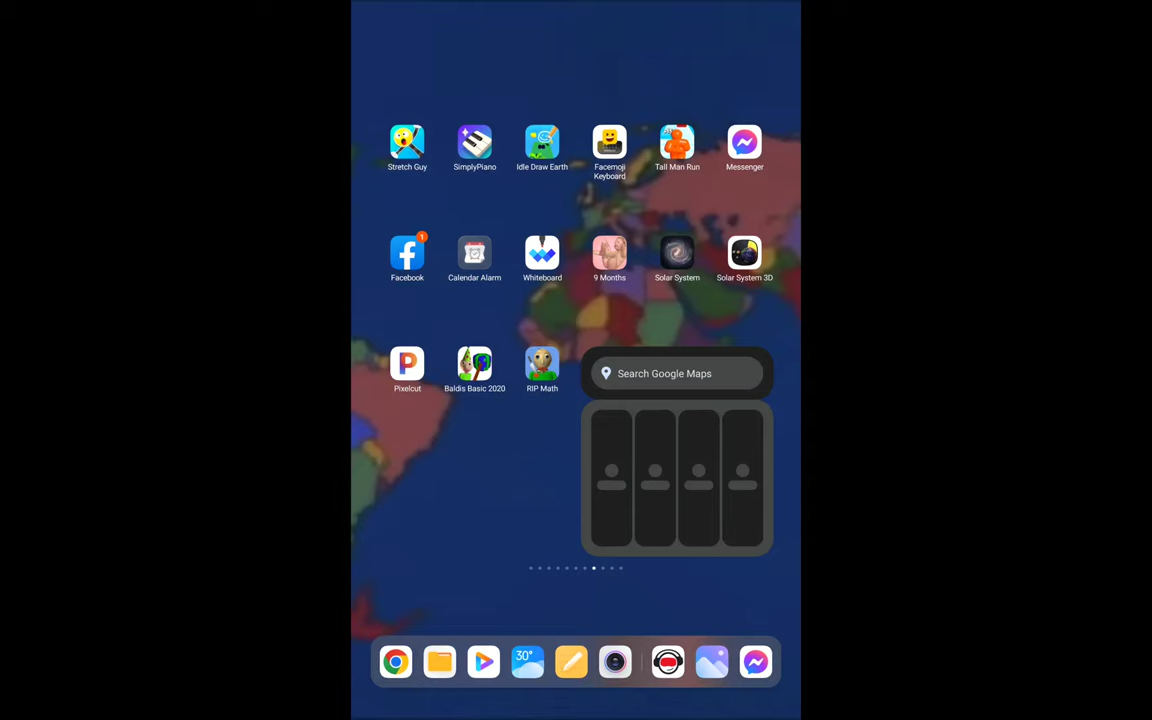 Stretch Guy
SimplyPiano
Idle Draw Earth
Facemoji
Keyboard
Tall Man Run
Messenger
1
Facebook
Calendar Alarm
Whiteboard
9 Months
Solar System
Solar System 3D
Pixelcut
Baldis Basic 2020
RIP Math
Search Google Maps
30°